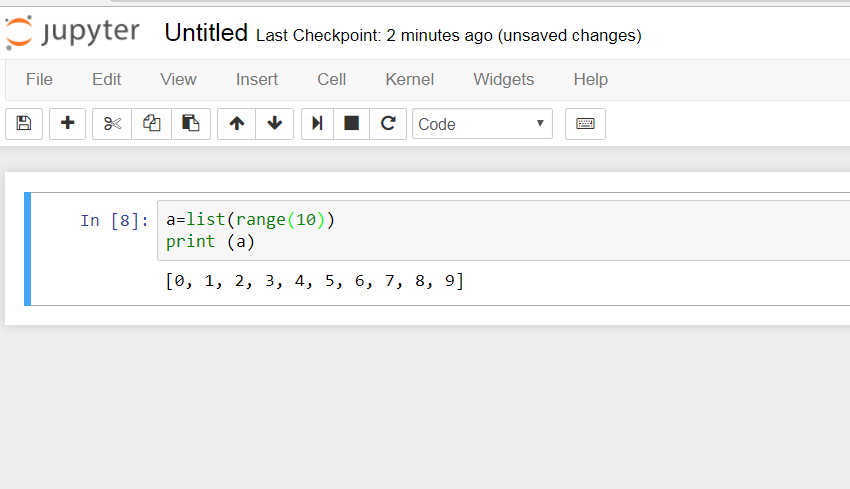 jupyter Untitled Last Checkpoint: 2 minutes ago (unsaved changes)
File Edit View Insert Cell Kernel Widgets Help
Code
In [8]: a=list(range(10))
print (a)
[0, 1, 2, 3, 4, 5, 6, 7, 8, 9]